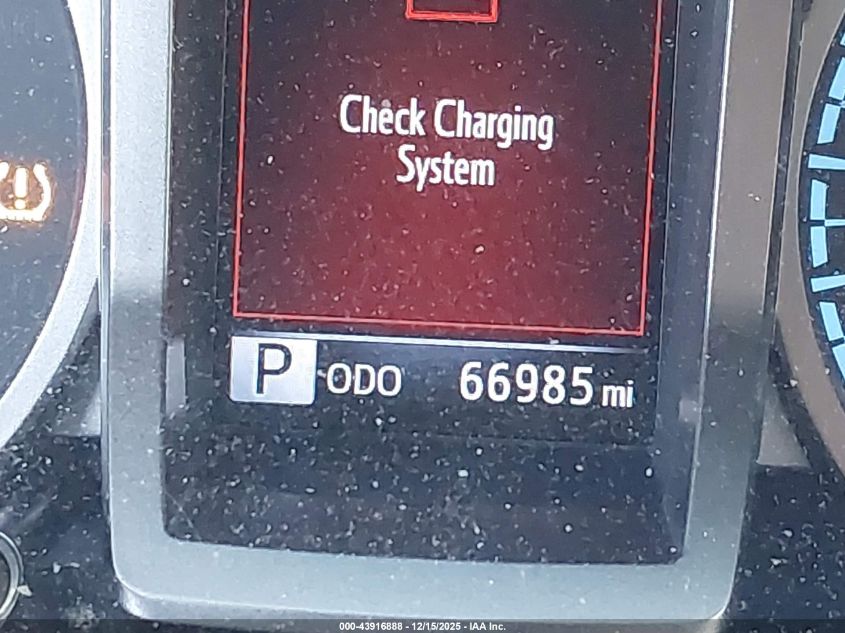 Check Charging
System
P ODO 66985 mi
000-43916888 - 12/15/2025 - IAA Inc.